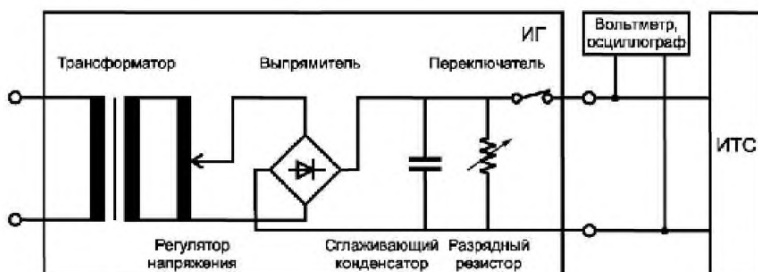 ИГ
Вольтметр,
осциллограф
Трансформатор
Выпрямитель
Переключатель
ИТС
Регулятор
напряжения
Сглаживающий
конденсатор
Разрядный
резистор